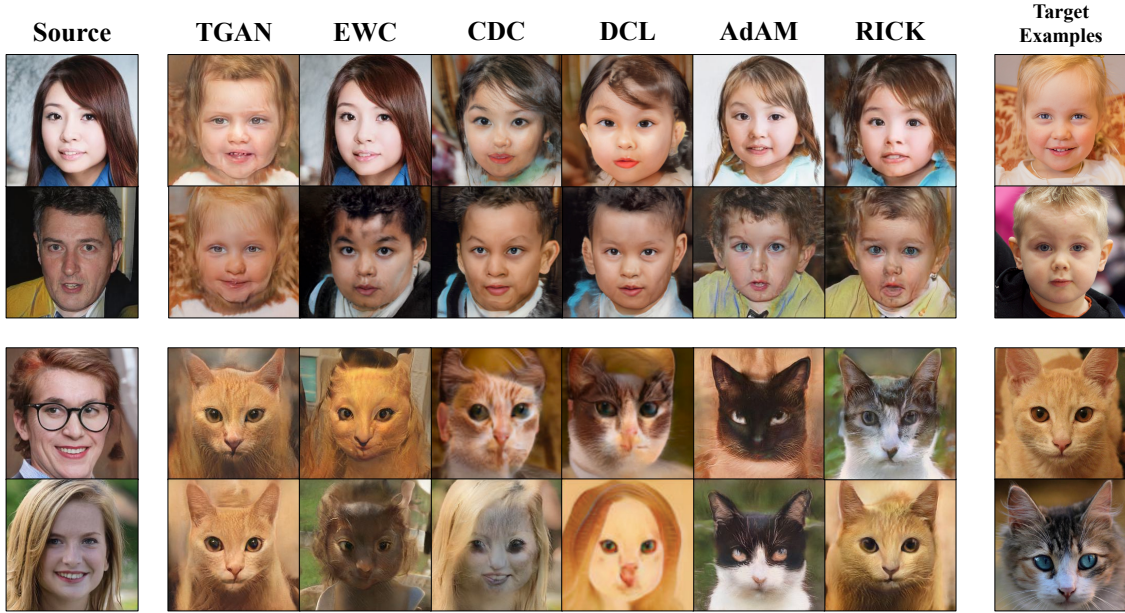 Source
TGAN
EWC
CDC
DCL
AdAM
RICK
Target
Examples